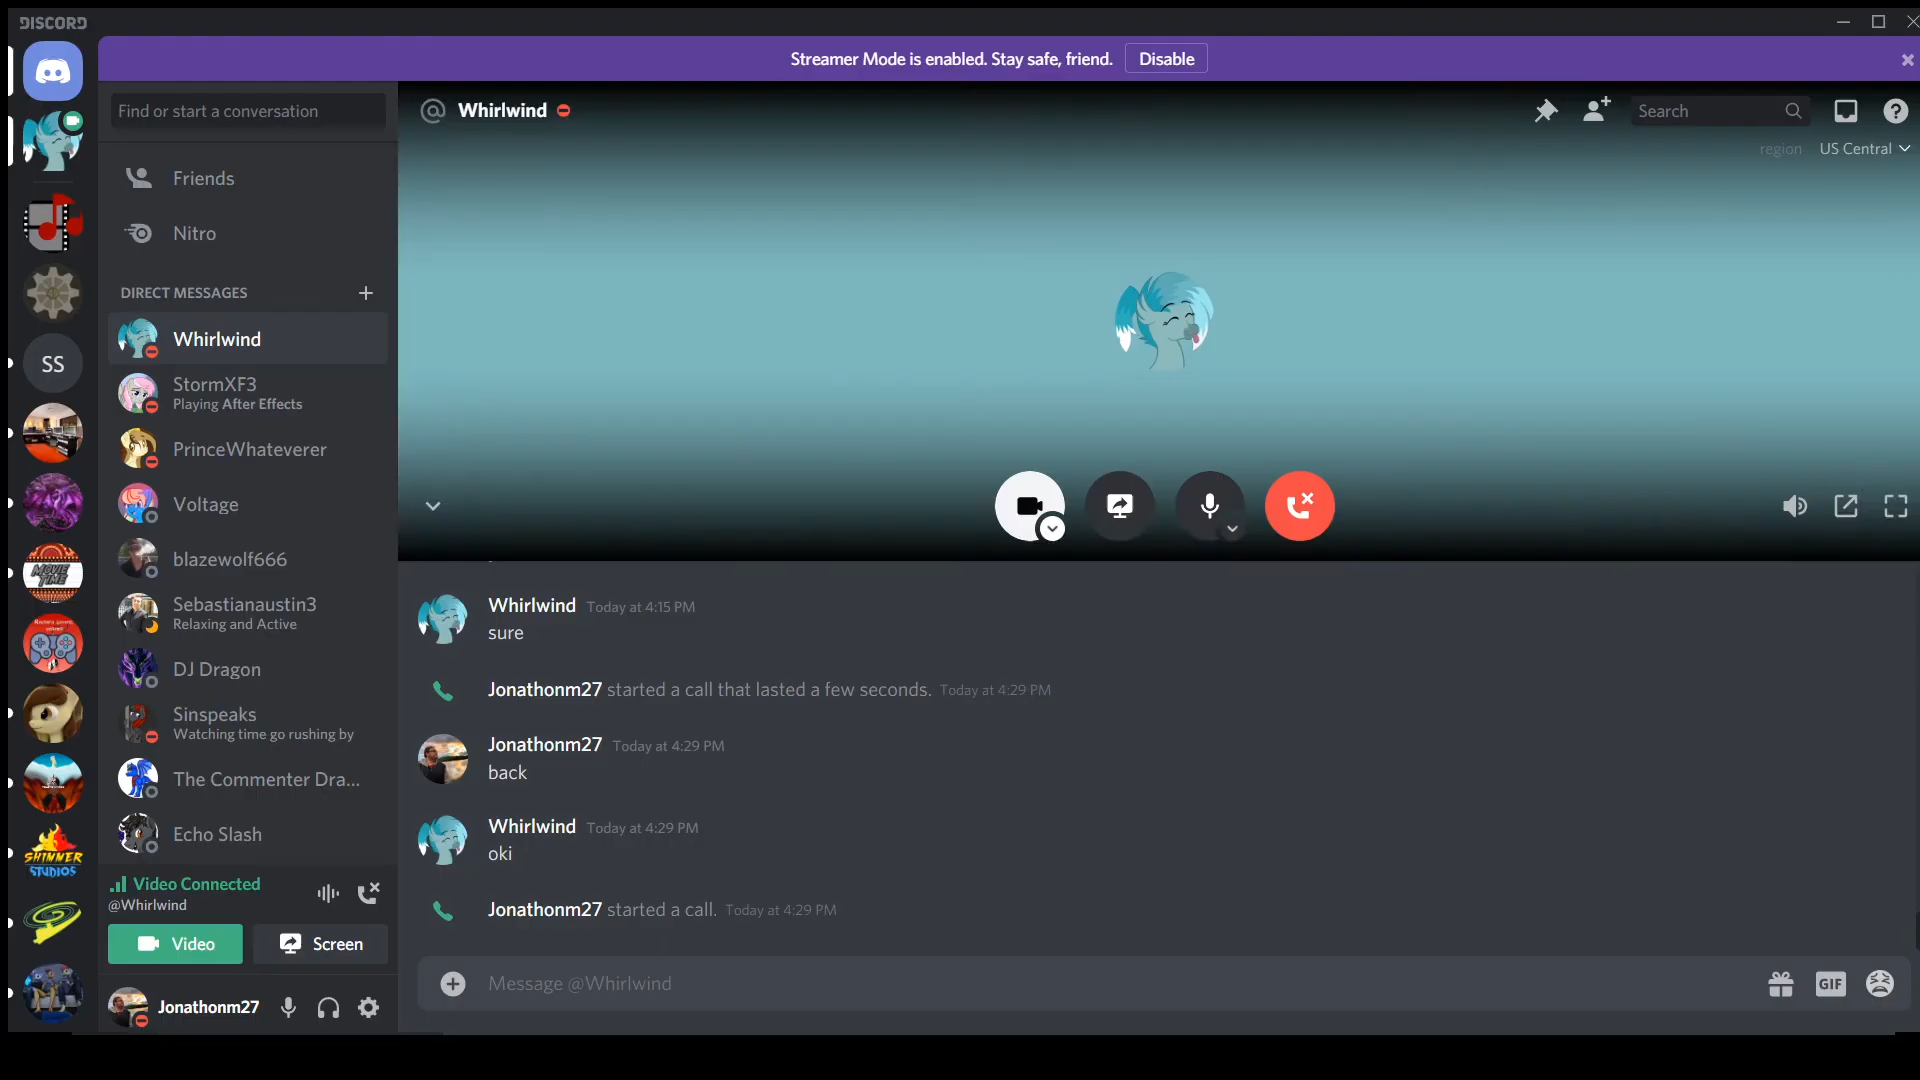 DISCORD
Streamer Mode is enabled. Stay safe, friend.
Disable
Find or start a conversation
Friends
Nitro
DIRECT MESSAGES
Whirlwind
StormXF3
Playing After Effects
PrinceWhateverer
Voltage
blazewolf666
Sebastianaustin3
Relaxing and Active
DJ Dragon
Sinspeaks
Watching time go rushing by
The Commenter Dra...
Echo Slash
Video Connected
@Whirlwind
Video
Screen
Jonathonm27
SS
MOVIE
TIME
SHIMMER
STUDIOS
@ Whirlwind
Search
region US Central
Whirlwind Today at 4:15 PM
sure
Jonathonm27 started a call that lasted a few seconds. Today at 4:29 PM
Jonathonm27 Today at 4:29 PM
back
Whirlwind Today at 4:29 PM
oki
Jonathonm27 started a call. Today at 4:29 PM
Message @Whirlwind
GIF